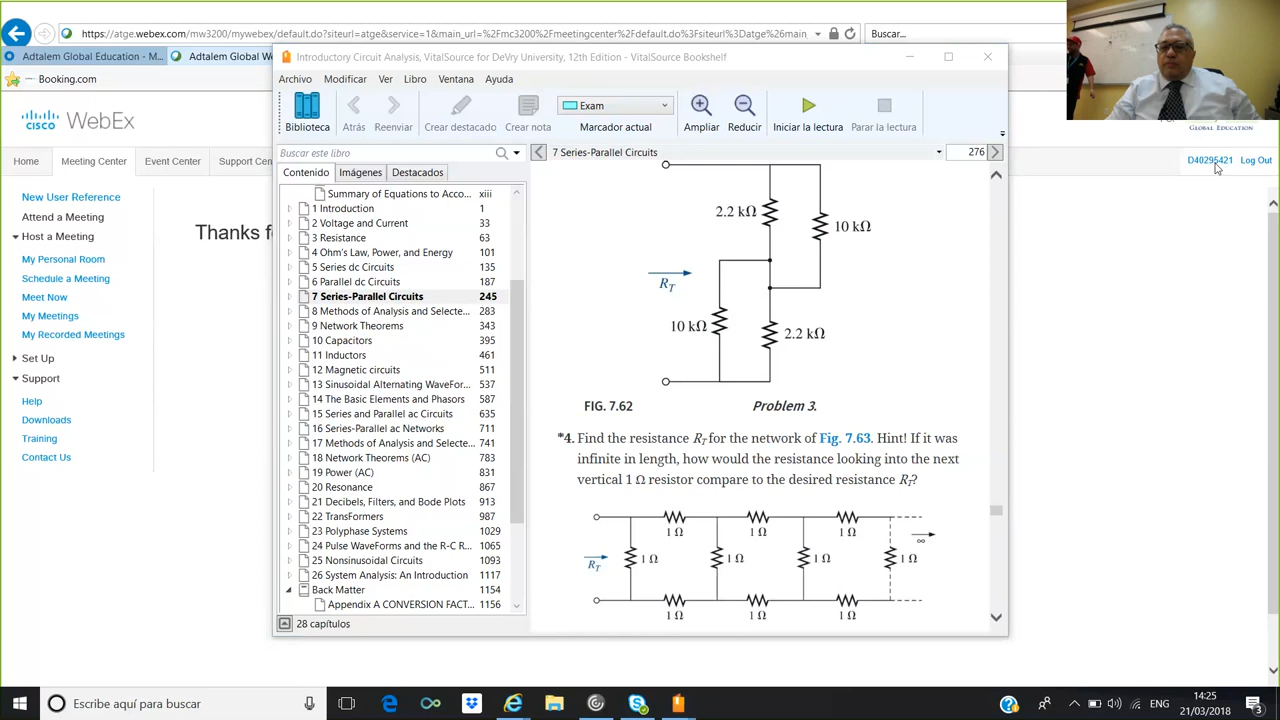 https://atge.webex.com/mw3200/mywebex/default.do?siteurl=atge&service=1&main_url=%2Fmc3200%2Fmeetingcenter%2Fdefault.do%3Fsiteurl%3Datge%26main_
Buscar...
Adtalem Global Education - M...
Adtalem Global W
Booking.com
Introductory Circuit Analysis, VitalSource for DeVry University, 12th Edition - VitalSource Bookshelf
Archivo Modificar Ver Libro Ventana Ayuda
Exam
Biblioteca Atrás Reenviar Crear destacado Crear nota Marcador actual Ampliar Reducir Iniciar la lectura Parar la lectura
CISCO WebEx
GLOBAL EDUCATION
Home Meeting Center Event Center Support Cen
D40295421 Log Out
New User Reference
Attend a Meeting
Host a Meeting
My Personal Room
Schedule a Meeting
Meet Now
My Meetings
My Recorded Meetings
Set Up
Support
Help
Downloads
Training
Contact Us
Thanks f
Buscar este libro
Contenido Imágenes Destacados
Summary of Equations to Acco... xiii
1 Introduction 1
2 Voltage and Current 33
3 Resistance 63
4 Ohm's Law, Power, and Energy 101
5 Series dc Circuits 135
6 Parallel dc Circuits 187
7 Series-Parallel Circuits 245
8 Methods of Analysis and Selecte... 283
9 Network Theorems 343
10 Capacitors 395
11 Inductors 461
12 Magnetic circuits 511
13 Sinusoidal Alternating WaveFor... 537
14 The Basic Elements and Phasors 587
15 Series and Parallel ac Circuits 635
16 Series-Parallel ac Networks 711
17 Methods of Analysis and Selecte... 741
18 Network Theorems (AC) 783
19 Power (AC) 831
20 Resonance 867
21 Decibels, Filters, and Bode Plots 913
22 TransFormers 987
23 Polyphase Systems 1029
24 Pulse WaveForms and the R-C R... 1065
25 Nonsinusoidal Circuits 1093
26 System Analysis: An Introduction 1117
Back Matter 1154
Appendix A CONVERSION FACT... 1156
28 capítulos
7 Series-Parallel Circuits 276
2.2 kΩ
10 kΩ
RT
10 kΩ
2.2 kΩ
FIG. 7.62 Problem 3.
*4. Find the resistance RT for the network of Fig. 7.63. Hint! If it was
infinite in length, how would the resistance looking into the next
vertical 1 Ω resistor compare to the desired resistance RT?
1 Ω 1 Ω 1 Ω
∞
RT 1 Ω 1 Ω 1 Ω 1 Ω
1 Ω 1 Ω 1 Ω
Escribe aquí para buscar
ENG
14:25
21/03/2018
3